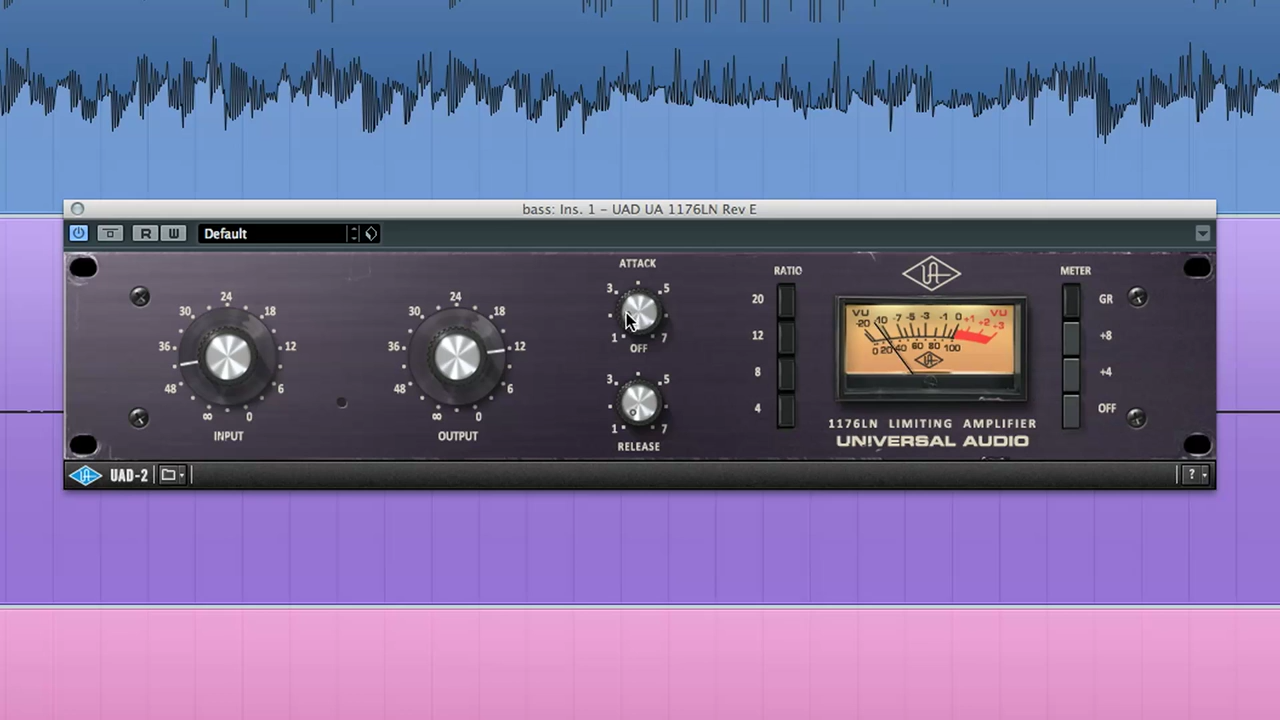 bass: Ins. 1 – UAD UA 1176LN Rev E
R W Default
ATTACK
3 5
1 7
OFF
3 5
1 7
RELEASE
24
30 18
36 12
48 6
∞ 0
INPUT
24
30 18
36 12
48 6
∞ 0
OUTPUT
RATIO
20
12
8
4
UA
VU VU
-20 -10 -7 -5 -3 -1 0 +1 +2 +3
0 20 40 60 80 100
1176LN LIMITING AMPLIFIER
UNIVERSAL AUDIO
METER
GR
+8
+4
OFF
UAD-2
?